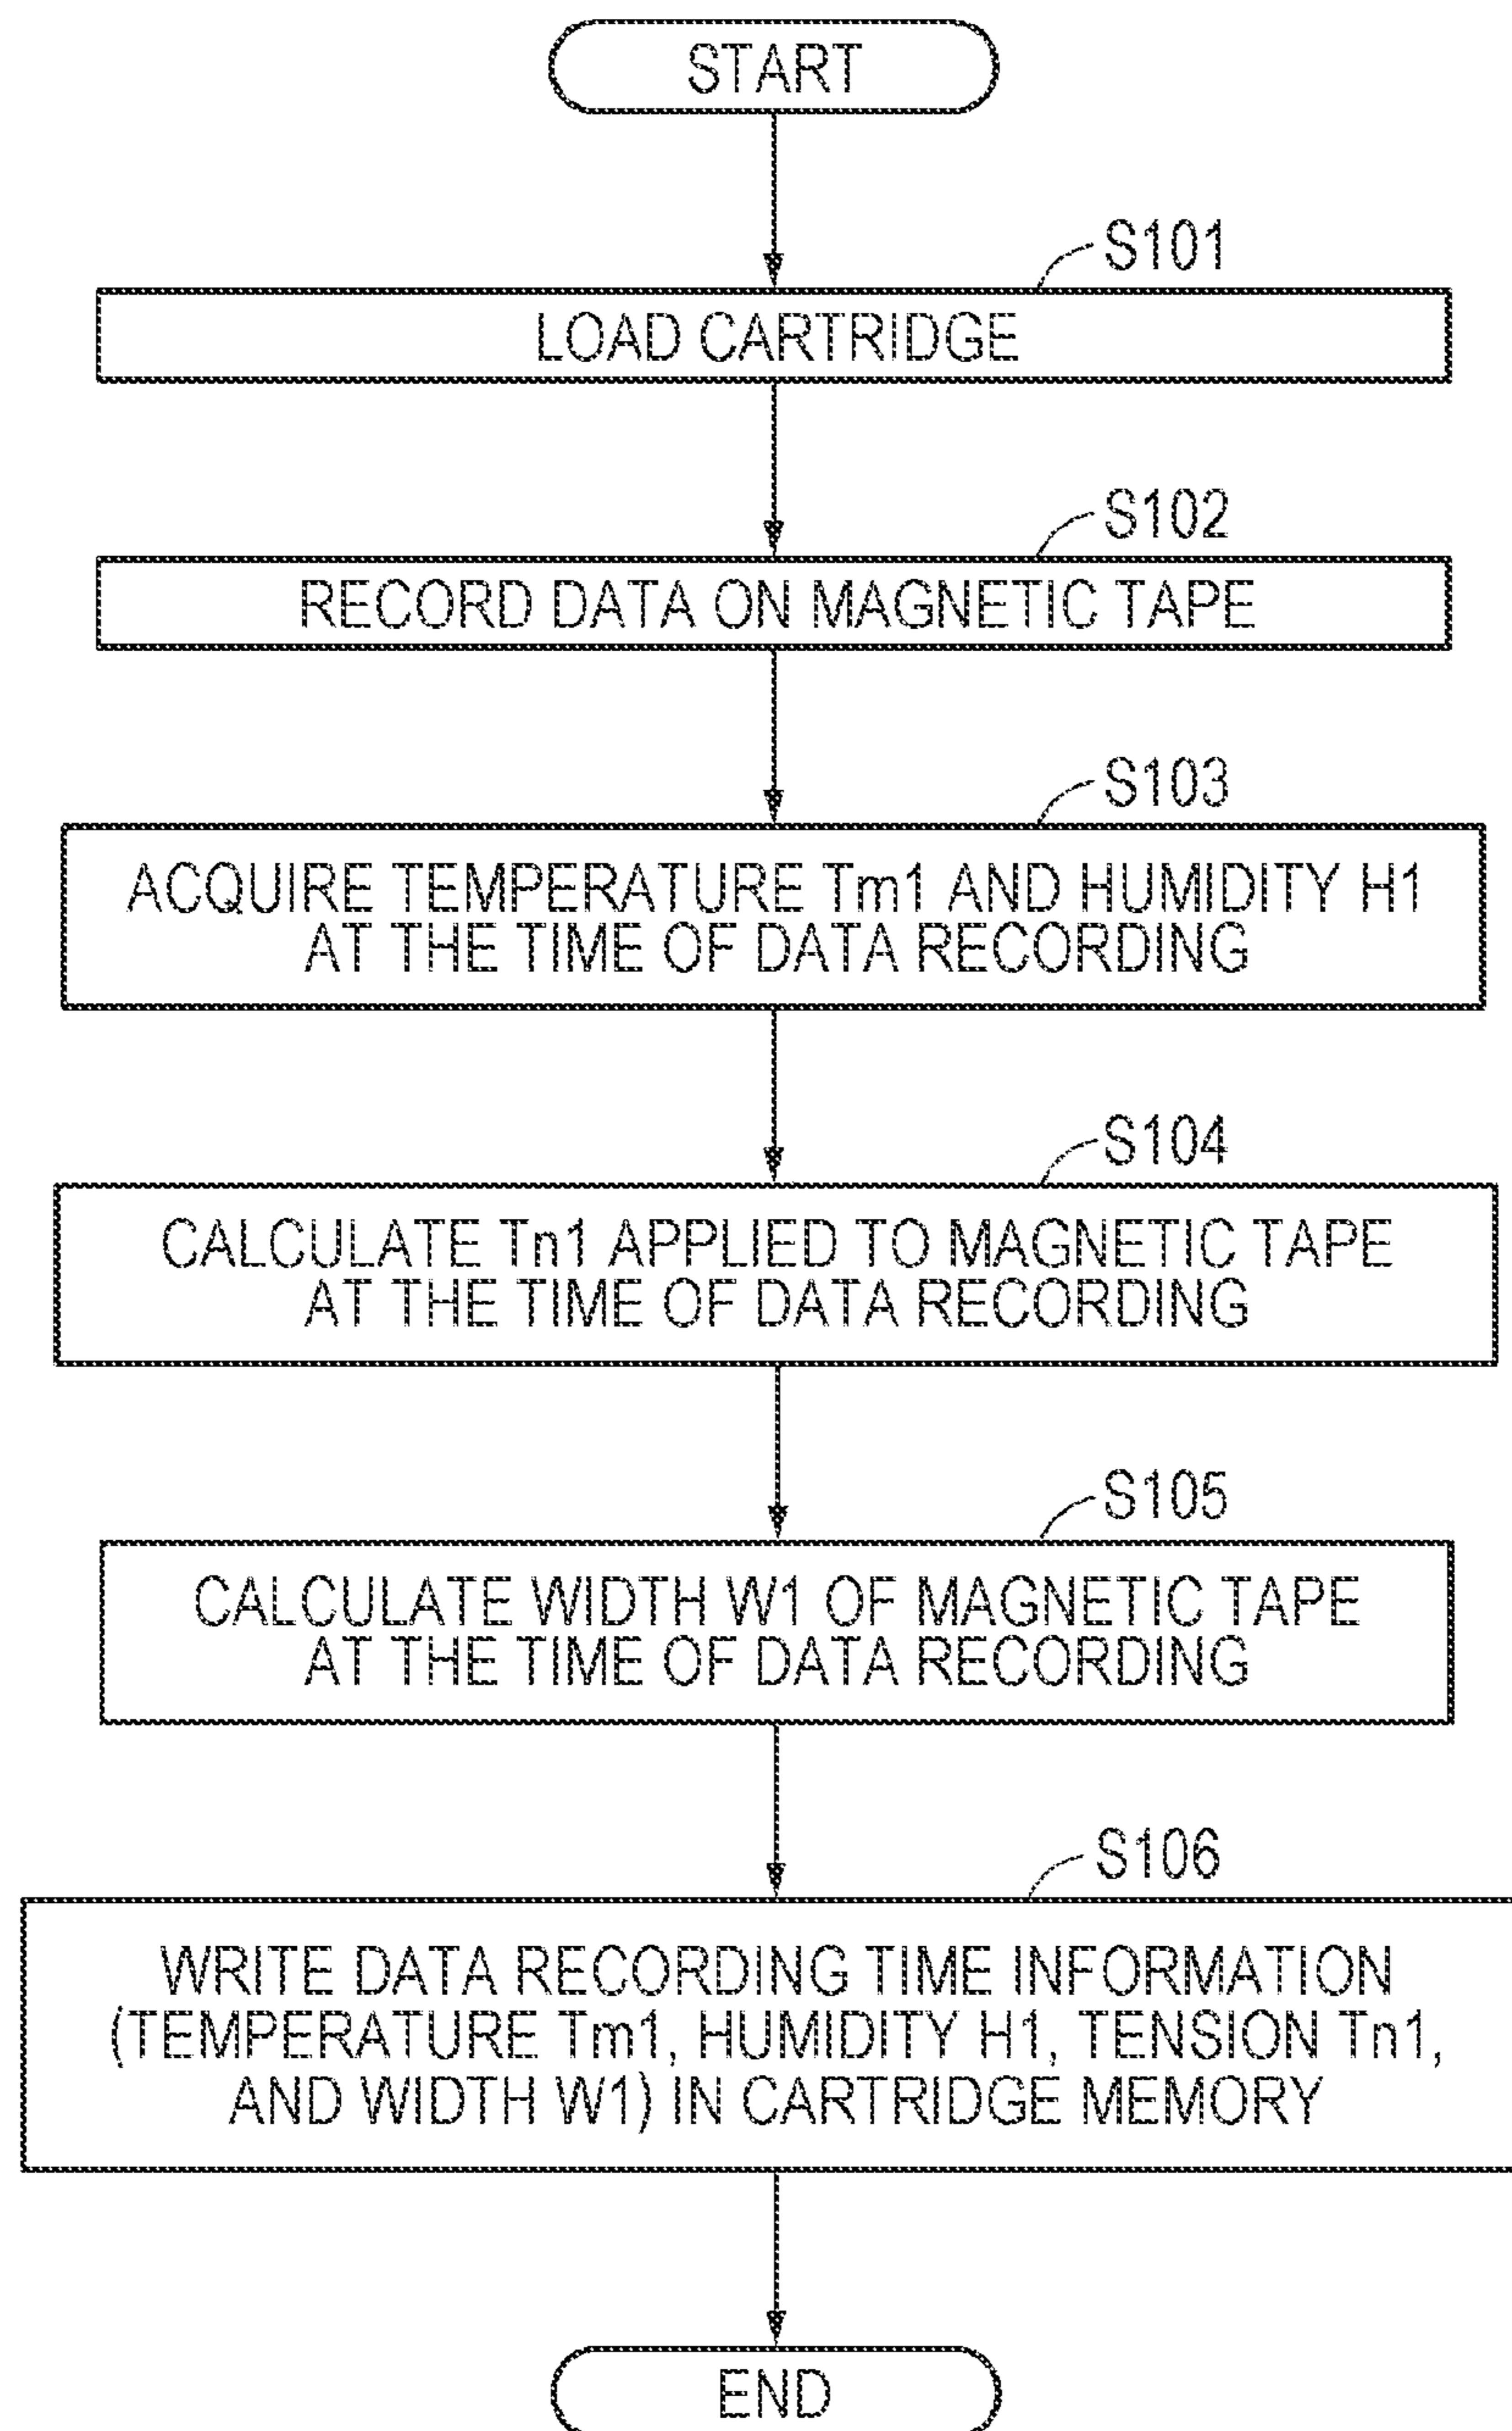 START
S101
LOAD CARTRIDGE
S102
RECORD DATA ON MAGNETIC TAPE
S103
ACQUIRE TEMPERATURE Tm1 AND HUMIDITY H1
AT THE TIME OF DATA RECORDING
S104
CALCULATE Tn1 APPLIED TO MAGNETIC TAPE
AT THE TIME OF DATA RECORDING
S105
CALCULATE WIDTH W1 OF MAGNETIC TAPE
AT THE TIME OF DATA RECORDING
S106
WRITE DATA RECORDING TIME INFORMATION
(TEMPERATURE Tm1, HUMIDITY H1, TENSION Tn1,
AND WIDTH W1) IN CARTRIDGE MEMORY
END